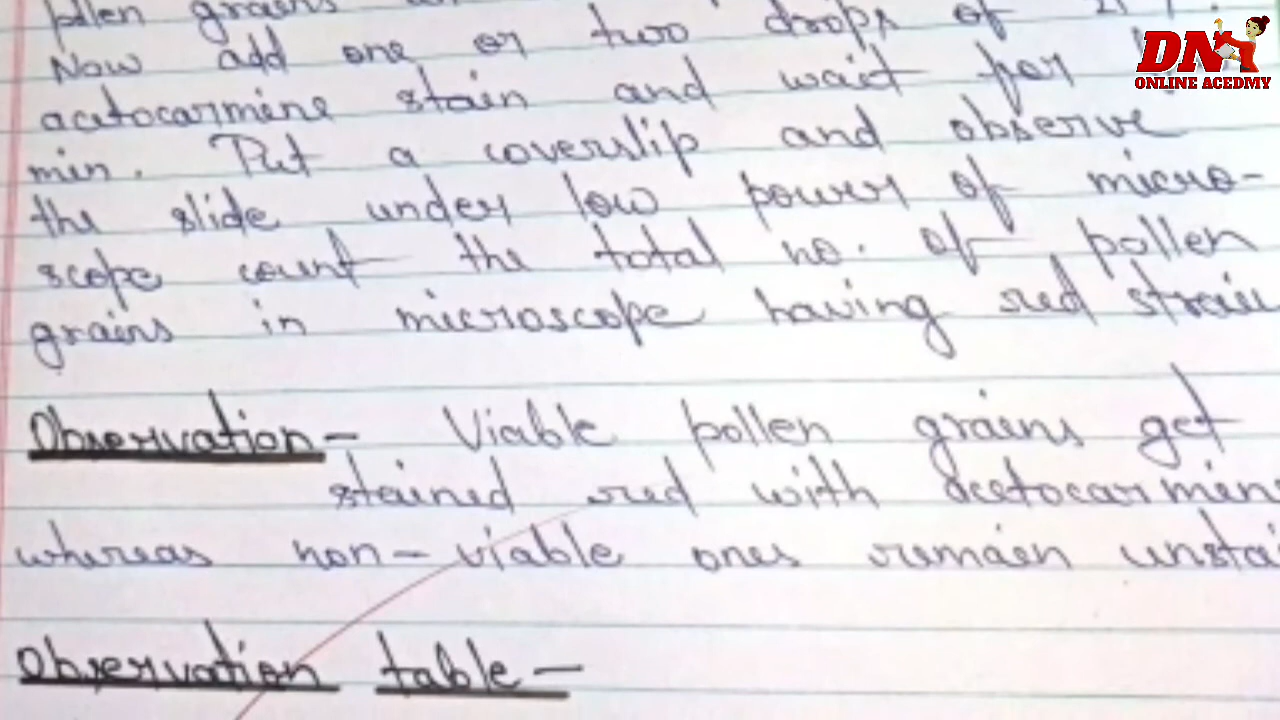 pollen grains
Now add one or two drops of
acetocarmine stain and wait for
min. Put a coverslip and observe
the slide under low power of micro-
scope count the total no. of pollen
grains in microscope having red
Observation- Viable pollen grains get
stained red with acetocarmine
whereas non-viable ones remain unstai
Observation table-
DN
ONLINE ACEDMY